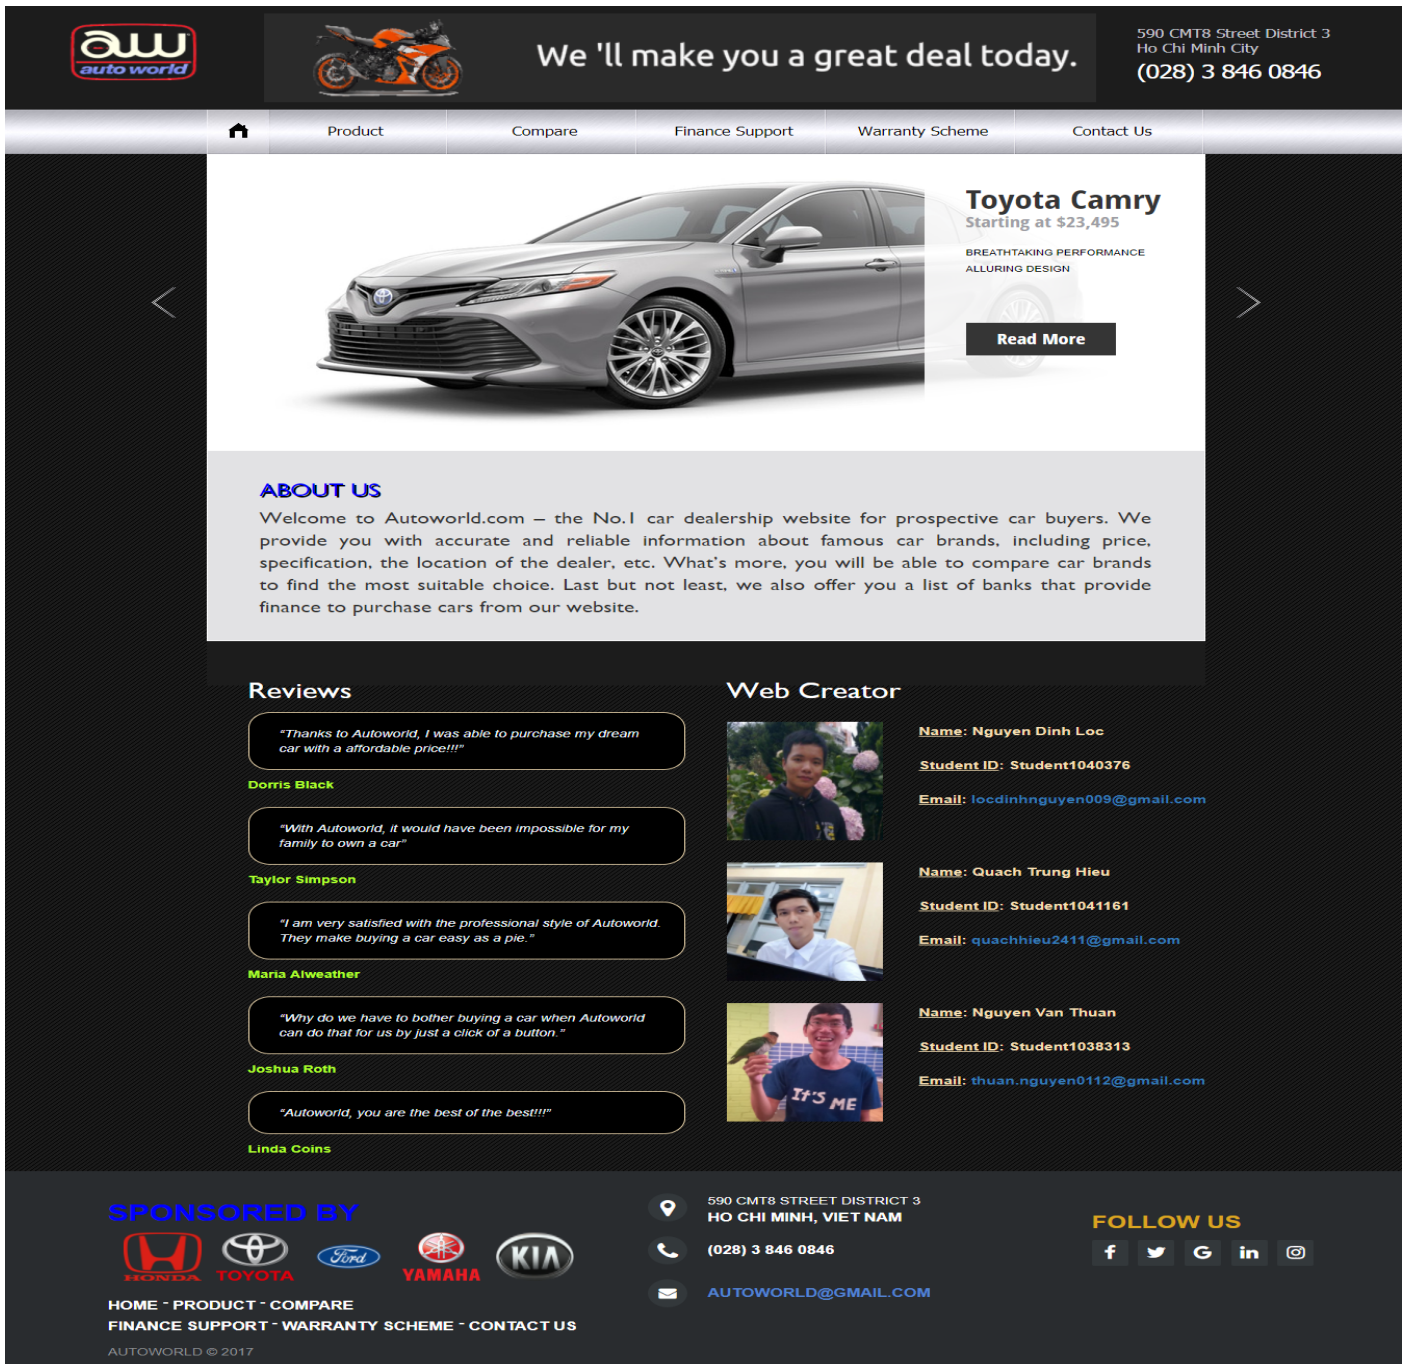 aw
auto world
We 'll make you a great deal today.
590 CMT8 Street District 3
Ho Chi Minh City
(028) 3 846 0846
Product
Compare
Finance Support
Warranty Scheme
Contact Us
Toyota Camry
Starting at $23,495
BREATHTAKING PERFORMANCE
ALLURING DESIGN
Read More
ABOUT US
Welcome to Autoworld.com – the No.1 car dealership website for prospective car buyers. We
provide you with accurate and reliable information about famous car brands, including price,
specification, the location of the dealer, etc. What's more, you will be able to compare car brands
to find the most suitable choice. Last but not least, we also offer you a list of banks that provide
finance to purchase cars from our website.
Reviews
“Thanks to Autoworld, I was able to purchase my dream
car with a affordable price!!!”
Dorris Black
“With Autoworld, it would have been impossible for my
family to own a car”
Taylor Simpson
“I am very satisfied with the professional style of Autoworld.
They make buying a car easy as a pie.”
Maria Alweather
“Why do we have to bother buying a car when Autoworld
can do that for us by just a click of a button.”
Joshua Roth
“Autoworld, you are the best of the best!!!”
Linda Coins
Web Creator
Name: Nguyen Dinh Loc
Student ID: Student1040376
Email: locdinhnguyen009@gmail.com
Name: Quach Trung Hieu
Student ID: Student1041161
Email: quachhieu2411@gmail.com
IT'S ME
Name: Nguyen Van Thuan
Student ID: Student1038313
Email: thuan.nguyen0112@gmail.com
SPONSORED BY
HONDA
TOYOTA
Ford
YAMAHA
KIA
HOME - PRODUCT - COMPARE
FINANCE SUPPORT - WARRANTY SCHEME - CONTACT US
AUTOWORLD © 2017
590 CMT8 STREET DISTRICT 3
HO CHI MINH, VIET NAM
(028) 3 846 0846
AUTOWORLD@GMAIL.COM
FOLLOW US